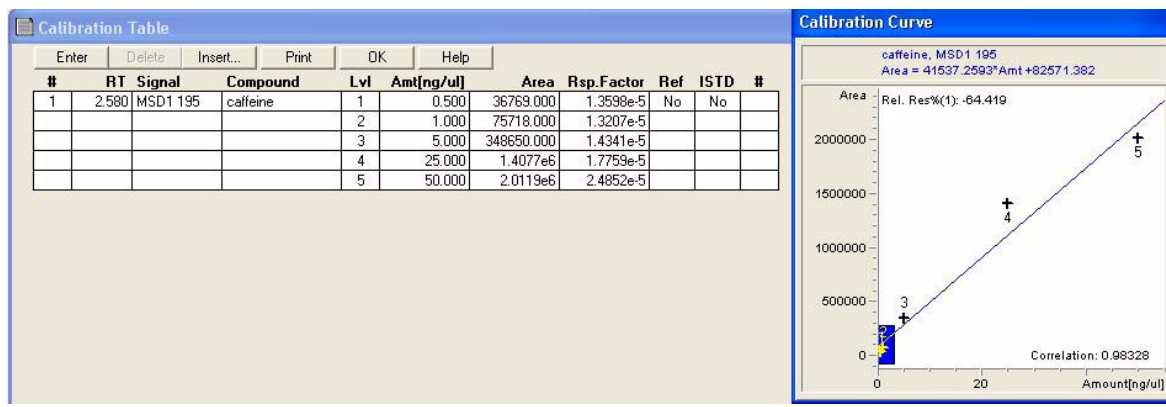 Calibration Table
Enter Delete Insert... Print OK Help
# RT Signal Compound Lvl Amt[ng/ul] Area Rsp.Factor Ref ISTD #
1 2.580 MSD1 195 caffeine 1 0.500 36769.000 1.3598e-5 No No
2 1.000 75718.000 1.3207e-5
3 5.000 348650.000 1.4341e-5
4 25.000 1.4077e6 1.7759e-5
5 50.000 2.0119e6 2.4852e-5
Calibration Curve
caffeine, MSD1 195
Area = 41537.2593*Amt +82571.382
Area
Rel. Res%(1): -64.419
2000000
5
1500000
4
1000000
500000
3
2
0
Correlation: 0.98328
0 20 Amount[ng/ul]